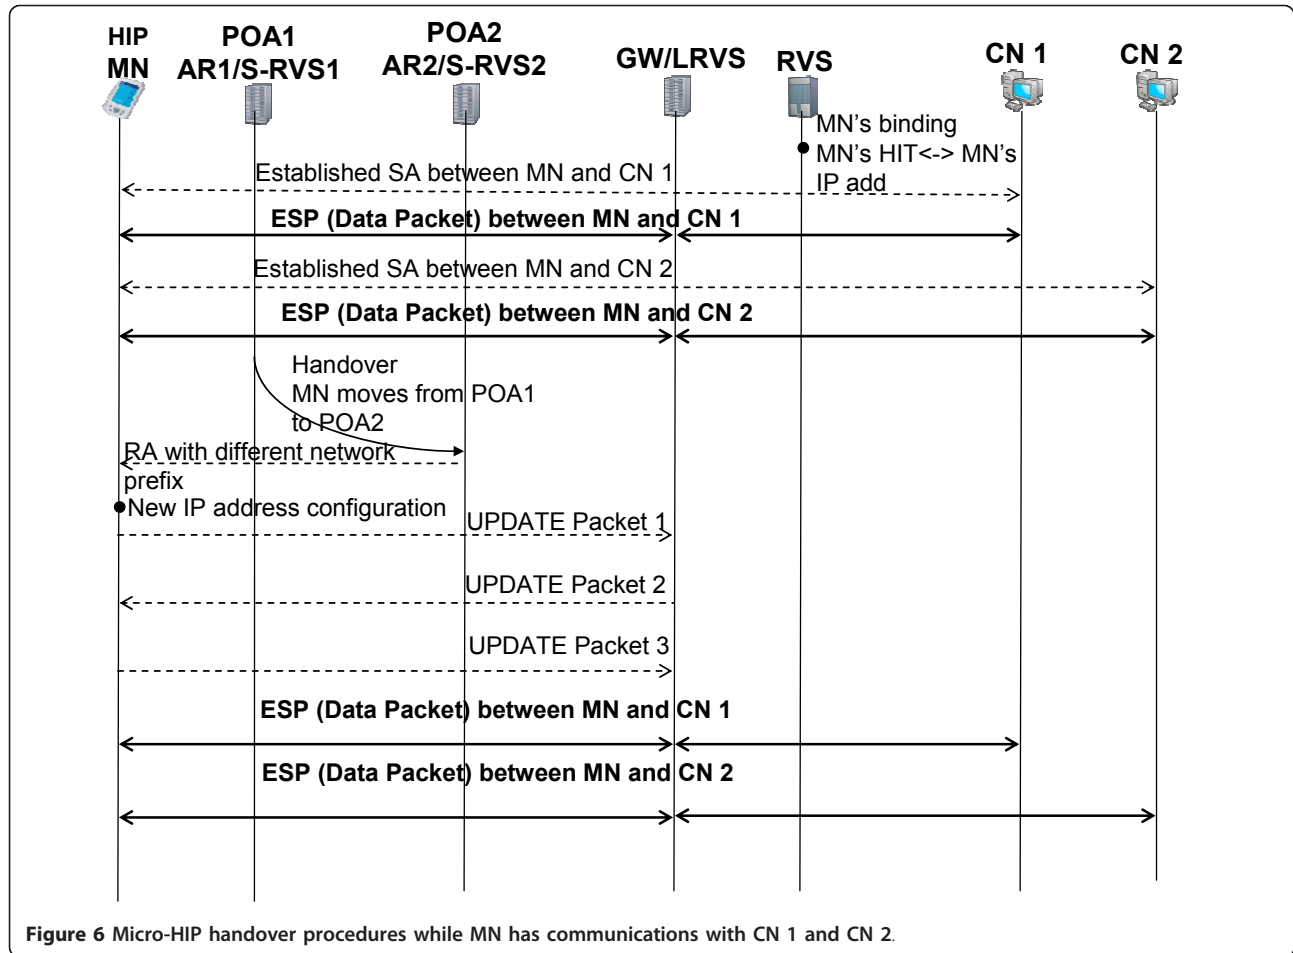 HIP
MN
POA1
AR1/S-RVS1
POA2
AR2/S-RVS2
GW/LRVS
RVS
CN 1
CN 2
MN's binding
MN's HIT<-> MN's
IP add
Established SA between MN and CN 1
ESP (Data Packet) between MN and CN 1
Established SA between MN and CN 2
ESP (Data Packet) between MN and CN 2
Handover
MN moves from POA1
to POA2
RA with different network
prefix
New IP address configuration
UPDATE Packet 1
UPDATE Packet 2
UPDATE Packet 3
ESP (Data Packet) between MN and CN 1
ESP (Data Packet) between MN and CN 2
Figure 6 Micro-HIP handover procedures while MN has communications with CN 1 and CN 2.